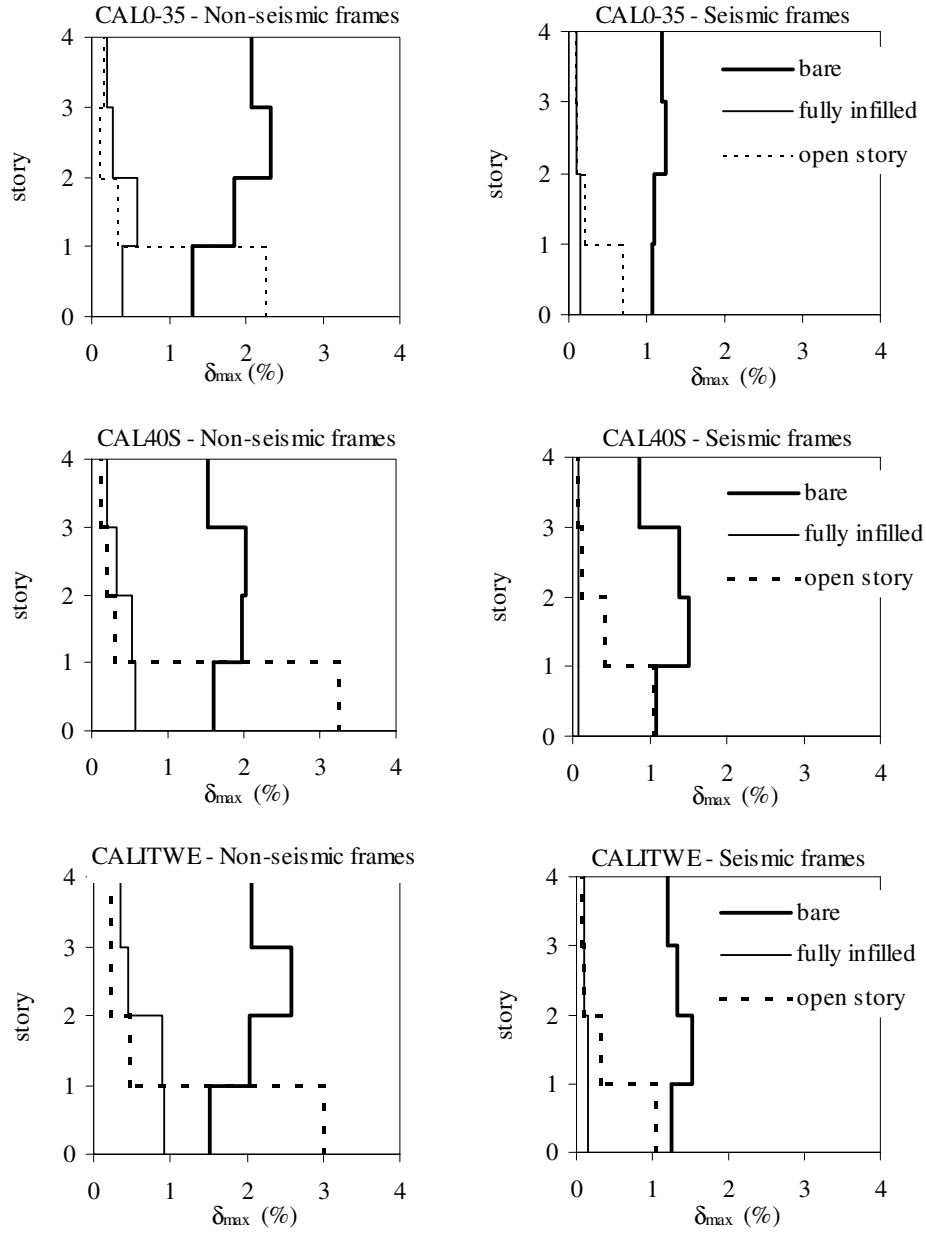 CAL0-35 - Non-seismic frames
4
3
2
1
0
story
0 1 2 3 4
δmax (%)
CAL0-35 - Seismic frames
4
3
2
1
0
story
bare
fully infilled
open story
0 1 2 3 4
δmax (%)
CAL40S - Non-seismic frames
4
3
2
1
0
story
0 1 2 3 4
δmax (%)
CAL40S - Seismic frames
4
3
2
1
0
story
bare
fully infilled
open story
0 1 2 3 4
δmax (%)
CALITWE - Non-seismic frames
4
3
2
1
0
story
0 1 2 3 4
δmax (%)
CALITWE - Seismic frames
4
3
2
1
0
story
bare
fully infilled
open story
0 1 2 3 4
δmax (%)